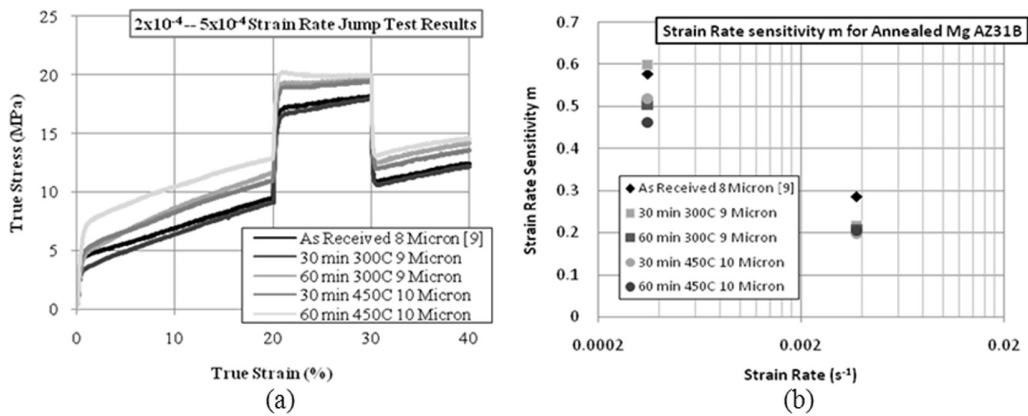 2x10-4-- 5x10-4 Strain Rate Jump Test Results
25
20
15
10
5
0
True Stress (MPa)
As Received 8 Micron [9]
30 min 300C 9 Micron
60 min 300C 9 Micron
30 min 450C 10 Micron
60 min 450C 10 Micron
0 10 20 30 40
True Strain (%)
(a)
Strain Rate sensitivity m for Annealed Mg AZ31B
0.7
0.6
0.5
0.4
0.3
0.2
0.1
0
Strain Rate Sensitivity m
As Received 8 Micron [9]
30 min 300C 9 Micron
60 min 300C 9 Micron
30 min 450C 10 Micron
60 min 450C 10 Micron
0.0002 0.002 0.02
Strain Rate (s-1)
(b)